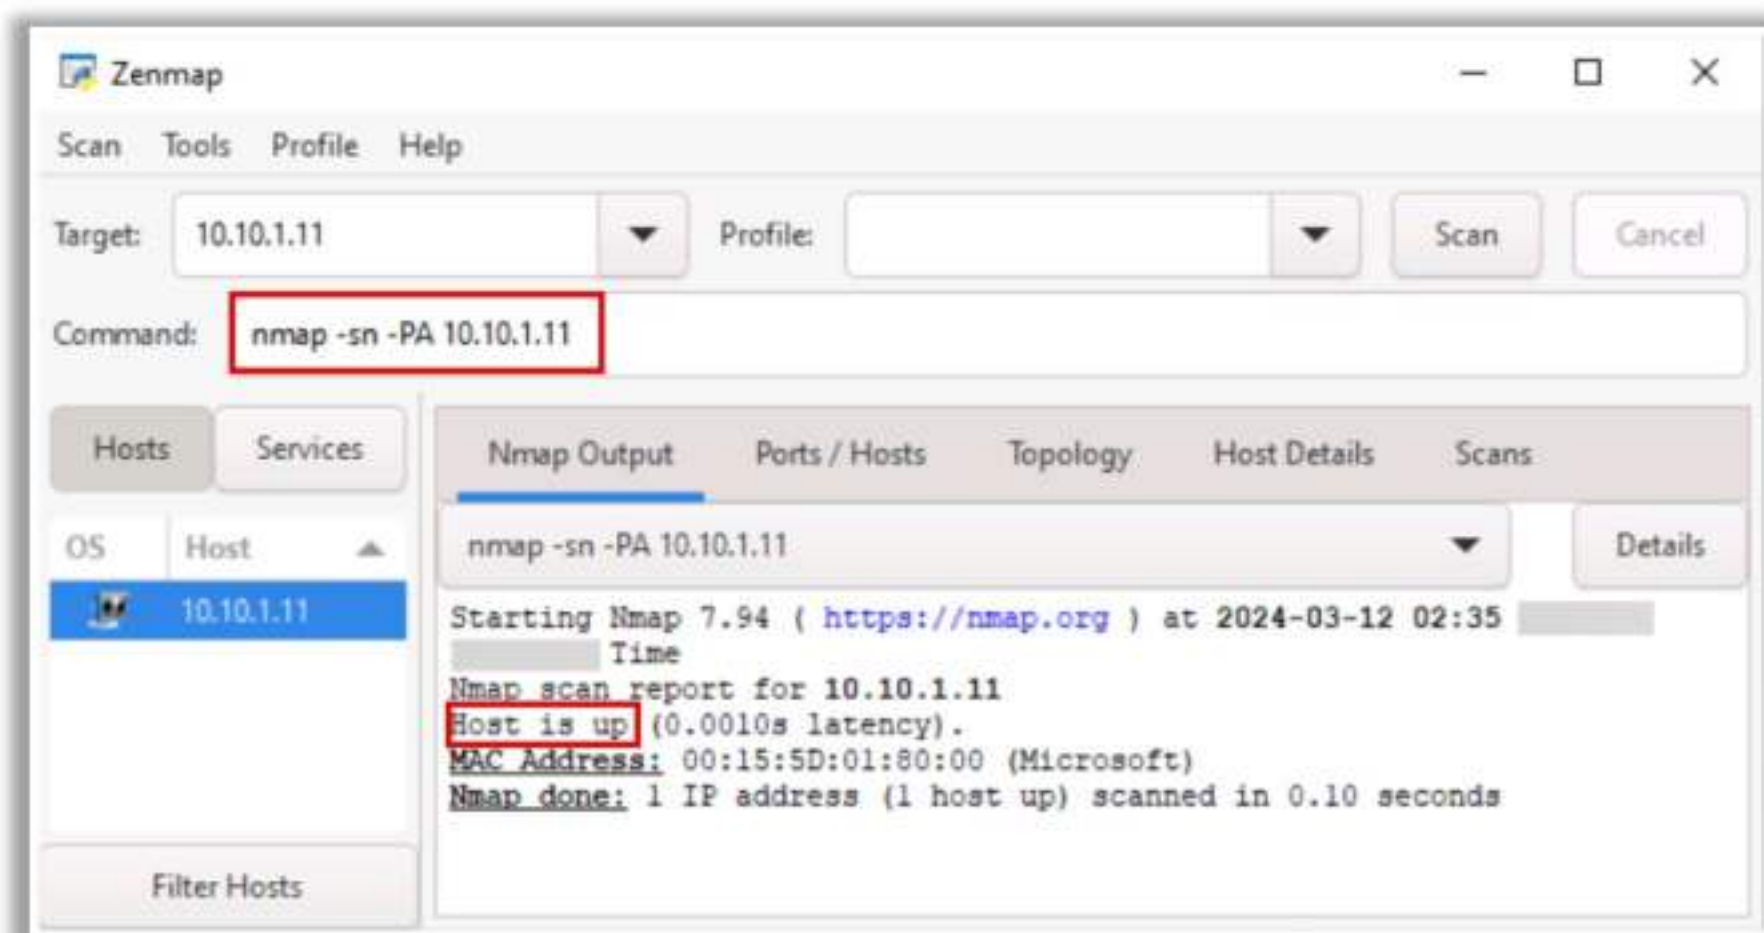 Zenmap
Scan Tools Profile Help
Target: 10.10.1.11 Profile: Scan Cancel
Command: nmap -sn -PA 10.10.1.11
Hosts Services Nmap Output Ports / Hosts Topology Host Details Scans
OS Host nmap -sn -PA 10.10.1.11 Details
10.10.1.11
Starting Nmap 7.94 ( https://nmap.org ) at 2024-03-12 02:35
Time
Nmap scan report for 10.10.1.11
Host is up (0.0010s latency).
MAC Address: 00:15:5D:01:80:00 (Microsoft)
Nmap done: 1 IP address (1 host up) scanned in 0.10 seconds
Filter Hosts